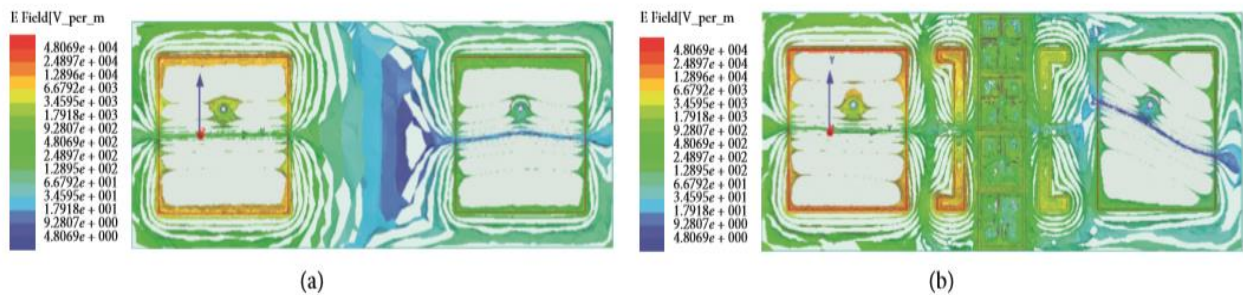 E Field[V_per_m
4.8069e + 004
2.4897e + 004
1.2896e + 004
6.6792e + 003
3.4595e + 003
1.7918e + 003
9.2807e + 002
4.8069e + 002
2.4897e + 002
1.2895e + 002
6.6792e + 001
3.4595e + 001
1.7918e + 001
9.2807e + 000
4.8069e + 000
(a)
E Field[V_per_m
4.8069e + 004
2.4897e + 004
1.2896e + 004
6.6792e + 003
3.4595e + 003
1.7918e + 003
9.2807e + 002
4.8069e + 002
2.4897e + 002
1.2895e + 002
6.6792e + 001
3.4595e + 001
1.7918e + 001
9.2807e + 000
4.8069e + 000
Y
(b)